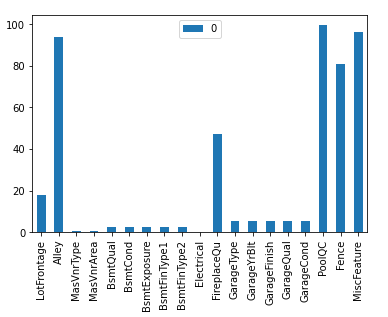 0
100
80
60
40
20
0
LotFrontage
Alley
MasVnrType
MasVnrArea
BsmtQual
BsmtCond
BsmtExposure
BsmtFinType1
BsmtFinType2
Electrical
FireplaceQu
GarageType
GarageYrBlt
GarageFinish
GarageQual
GarageCond
PoolQC
Fence
MiscFeature